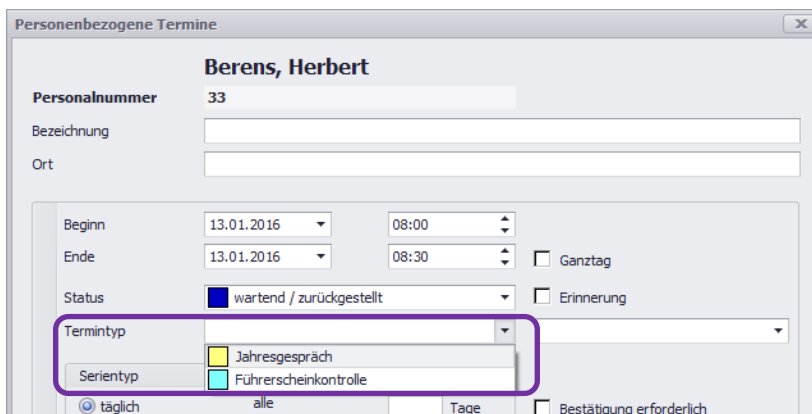 Personenbezogene Termine
Berens, Herbert
Personalnummer 33
Bezeichnung
Ort
Beginn 13.01.2016 08:00
Ende 13.01.2016 08:30 Ganztag
Status wartend / zurückgestellt Erinnerung
Termintyp
Jahresgespräch
Serientyp
Führerscheinkontrolle
täglich alle Tage Bestätigung erforderlich